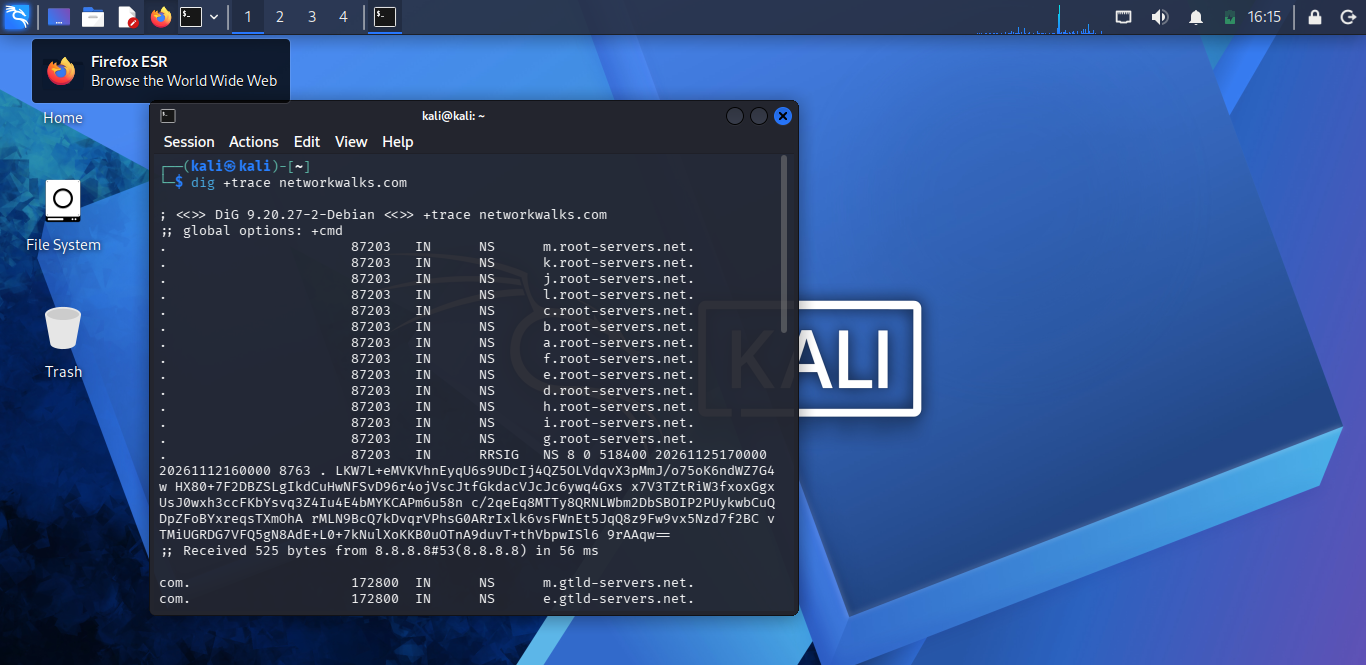 1 2 3 4 16:15
Firefox ESR
Browse the World Wide Web
Home
File System
Trash
kali@kali: ~
Session Actions Edit View Help
┌──(kali㉿kali)-[~]
└─$ dig +trace networkwalks.com
; <<>> DiG 9.20.27-2-Debian <<>> +trace networkwalks.com
;; global options: +cmd
. 87203 IN NS m.root-servers.net.
. 87203 IN NS k.root-servers.net.
. 87203 IN NS j.root-servers.net.
. 87203 IN NS l.root-servers.net.
. 87203 IN NS c.root-servers.net.
. 87203 IN NS b.root-servers.net.
. 87203 IN NS a.root-servers.net.
. 87203 IN NS f.root-servers.net.
. 87203 IN NS e.root-servers.net.
. 87203 IN NS d.root-servers.net.
. 87203 IN NS h.root-servers.net.
. 87203 IN NS i.root-servers.net.
. 87203 IN NS g.root-servers.net.
. 87203 IN RRSIG NS 8 0 518400 20261125170000
20261112160000 8763 . LKW7L+eMVKVhnEyqU6s9UDcIj4QZ5OLVdqvX3pMmJ/o75oK6ndWZ7G4
w HX80+7F2DBZSLgIkdCuHwNFSvD96r4ojVscJtfGkdacVJcJc6ywq4Gxs x7V3TZtRiW3fxoxGgx
UsJ0wxh3ccFKbYsvq3Z4Iu4E4bMYKCAPm6u58n c/2qeEq8MTTy8QRNLWbm2DbSBOIP2PUykwbCuQ
DpZFoBYxreqsTXmOhA rMLN9BcQ7kDvqrVPhsG0ARrIxlk6vsFWnEt5JqQ8z9Fw9vx5Nzd7f2BC v
TMiUGRDG7VFQ5gN8AdE+L0+7kNulXoKKB0uOTnA9duvT+thVbpwISl6 9rAAqw==
;; Received 525 bytes from 8.8.8.8#53(8.8.8.8) in 56 ms
com. 172800 IN NS m.gtld-servers.net.
com. 172800 IN NS e.gtld-servers.net.
KALI